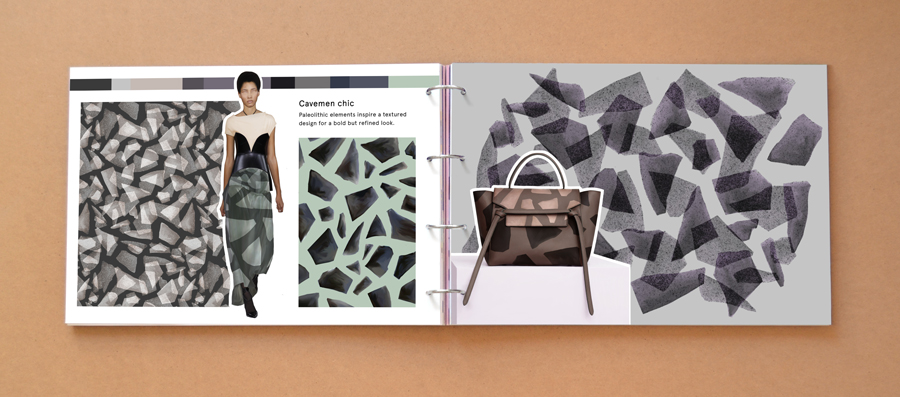 Cavemen chic
Paleolithic elements inspire a textured
design for a bold but refined look.